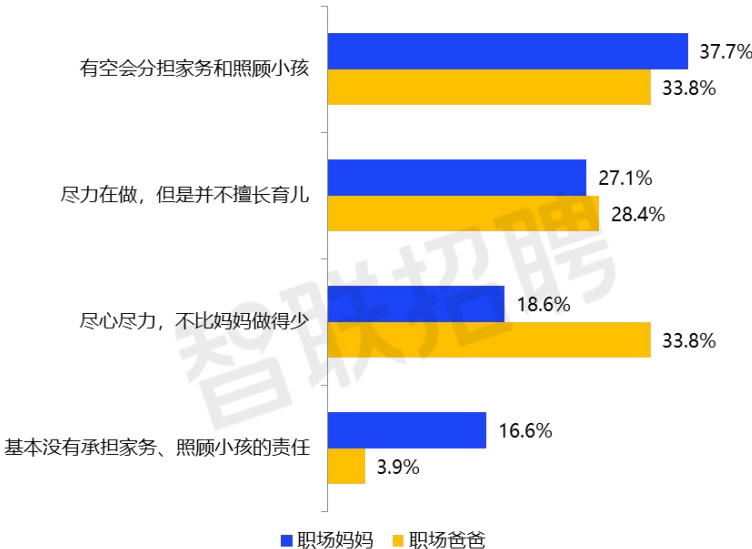 有空会分担家务和照顾小孩
37.7%
33.8%
尽力在做，但是并不擅长育儿
27.1%
28.4%
尽心尽力，不比妈妈做得少
18.6%
33.8%
基本没有承担家务、照顾小孩的责任
16.6%
3.9%
智联招聘
职场妈妈 职场爸爸